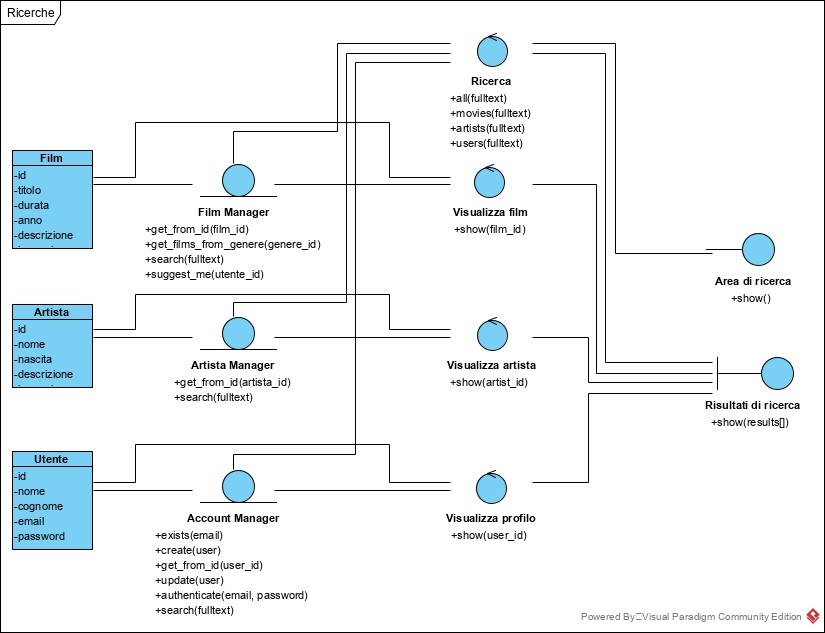 Ricerche
Ricerca
+all(fulltext)
+movies(fulltext)
+artists(fulltext)
+users(fulltext)
Film
-id
-titolo
-durata
-anno
-descrizione
Film Manager
+get_from_id(film_id)
+get_films_from_genere(genere_id)
+search(fulltext)
+suggest_me(utente_id)
Visualizza film
+show(film_id)
Area di ricerca
+show()
Artista
-id
-nome
-nascita
-descrizione
Artista Manager
+get_from_id(artista_id)
+search(fulltext)
Visualizza artista
+show(artist_id)
Risultati di ricerca
+show(results[])
Utente
-id
-nome
-cognome
-email
-password
Account Manager
+exists(email)
+create(user)
+get_from_id(user_id)
+update(user)
+authenticate(email, password)
+search(fulltext)
Visualizza profilo
+show(user_id)
Powered By Visual Paradigm Community Edition